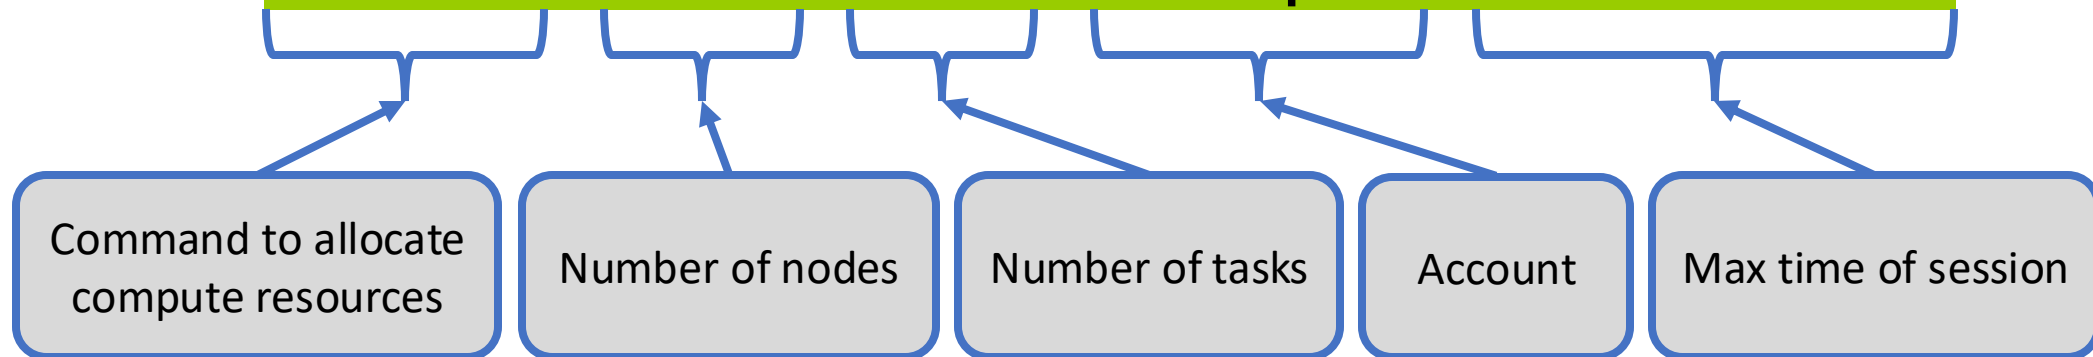 Command to allocate
compute resources
Number of nodes
Number of tasks
Account
Max time of session